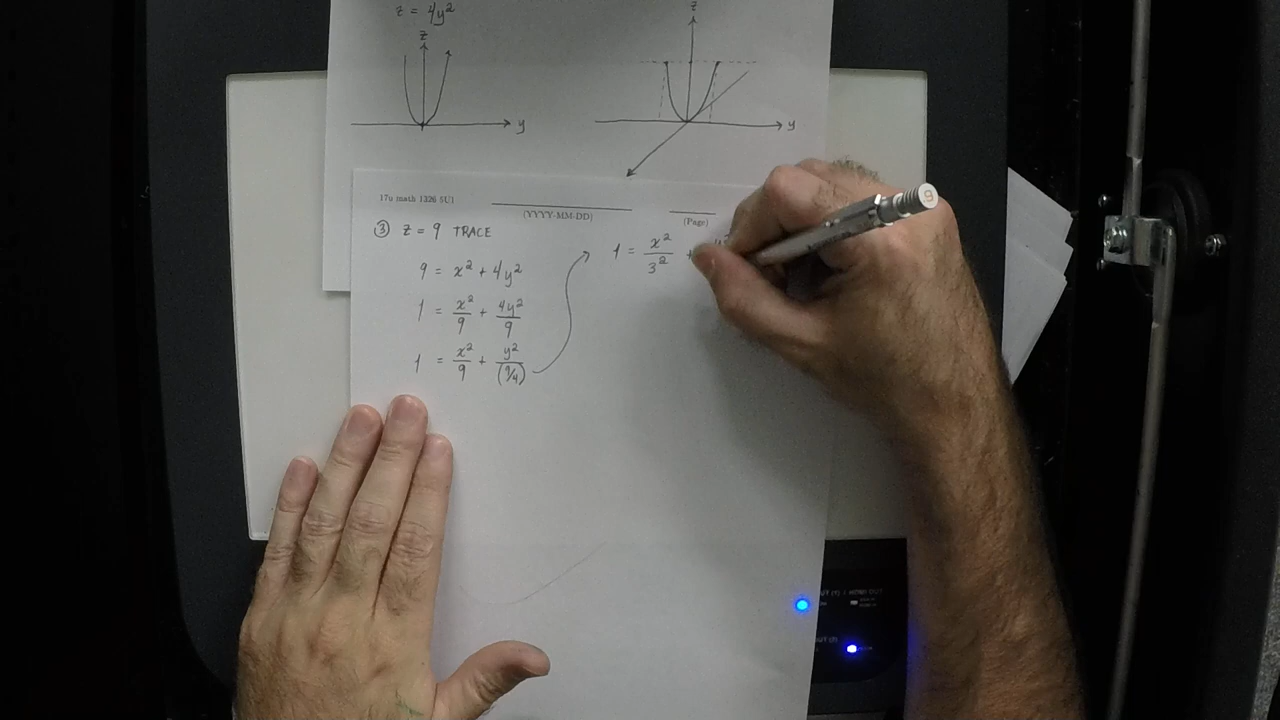 z = 4y²
z
y
z
y
17u math 1326 5U1
(YYYY-MM-DD)
(Page)
③ z = 9 TRACE
9 = x² + 4y²
1 = x²/9 + 4y²/9
1 = x²/9 + y²/(9/4)
1 = x²/3² +